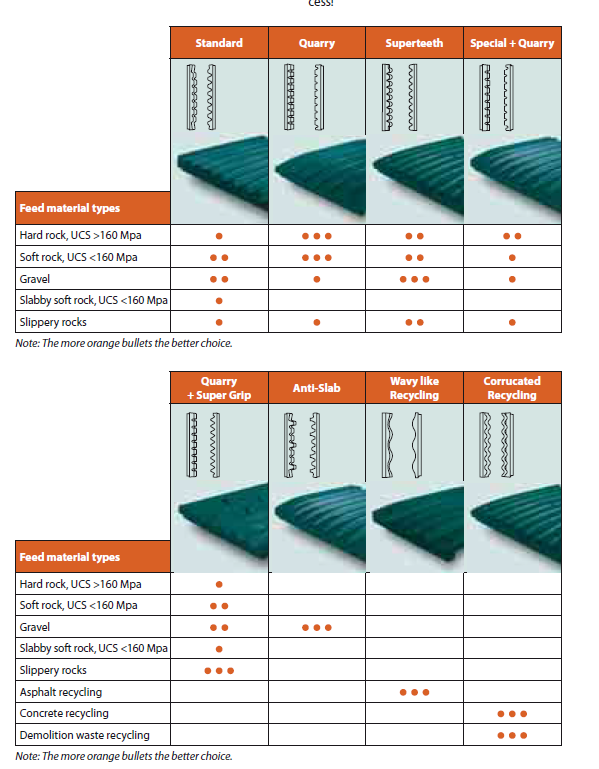 cess!
Standard Quarry Superteeth Special + Quarry
Feed material types
Hard rock, UCS >160 Mpa • ••• •• ••
Soft rock, UCS <160 Mpa •• ••• •• •
Gravel •• • ••• •
Slabby soft rock, UCS <160 Mpa •
Slippery rocks • • •• •
Note: The more orange bullets the better choice.
Quarry
+ Super Grip
Anti-Slab
Wavy like
Recycling
Corrucated
Recycling
Feed material types
Hard rock, UCS >160 Mpa •
Soft rock, UCS <160 Mpa ••
Gravel •• •••
Slabby soft rock, UCS <160 Mpa •
Slippery rocks •••
Asphalt recycling •••
Concrete recycling •••
Demolition waste recycling •••
Note: The more orange bullets the better choice.